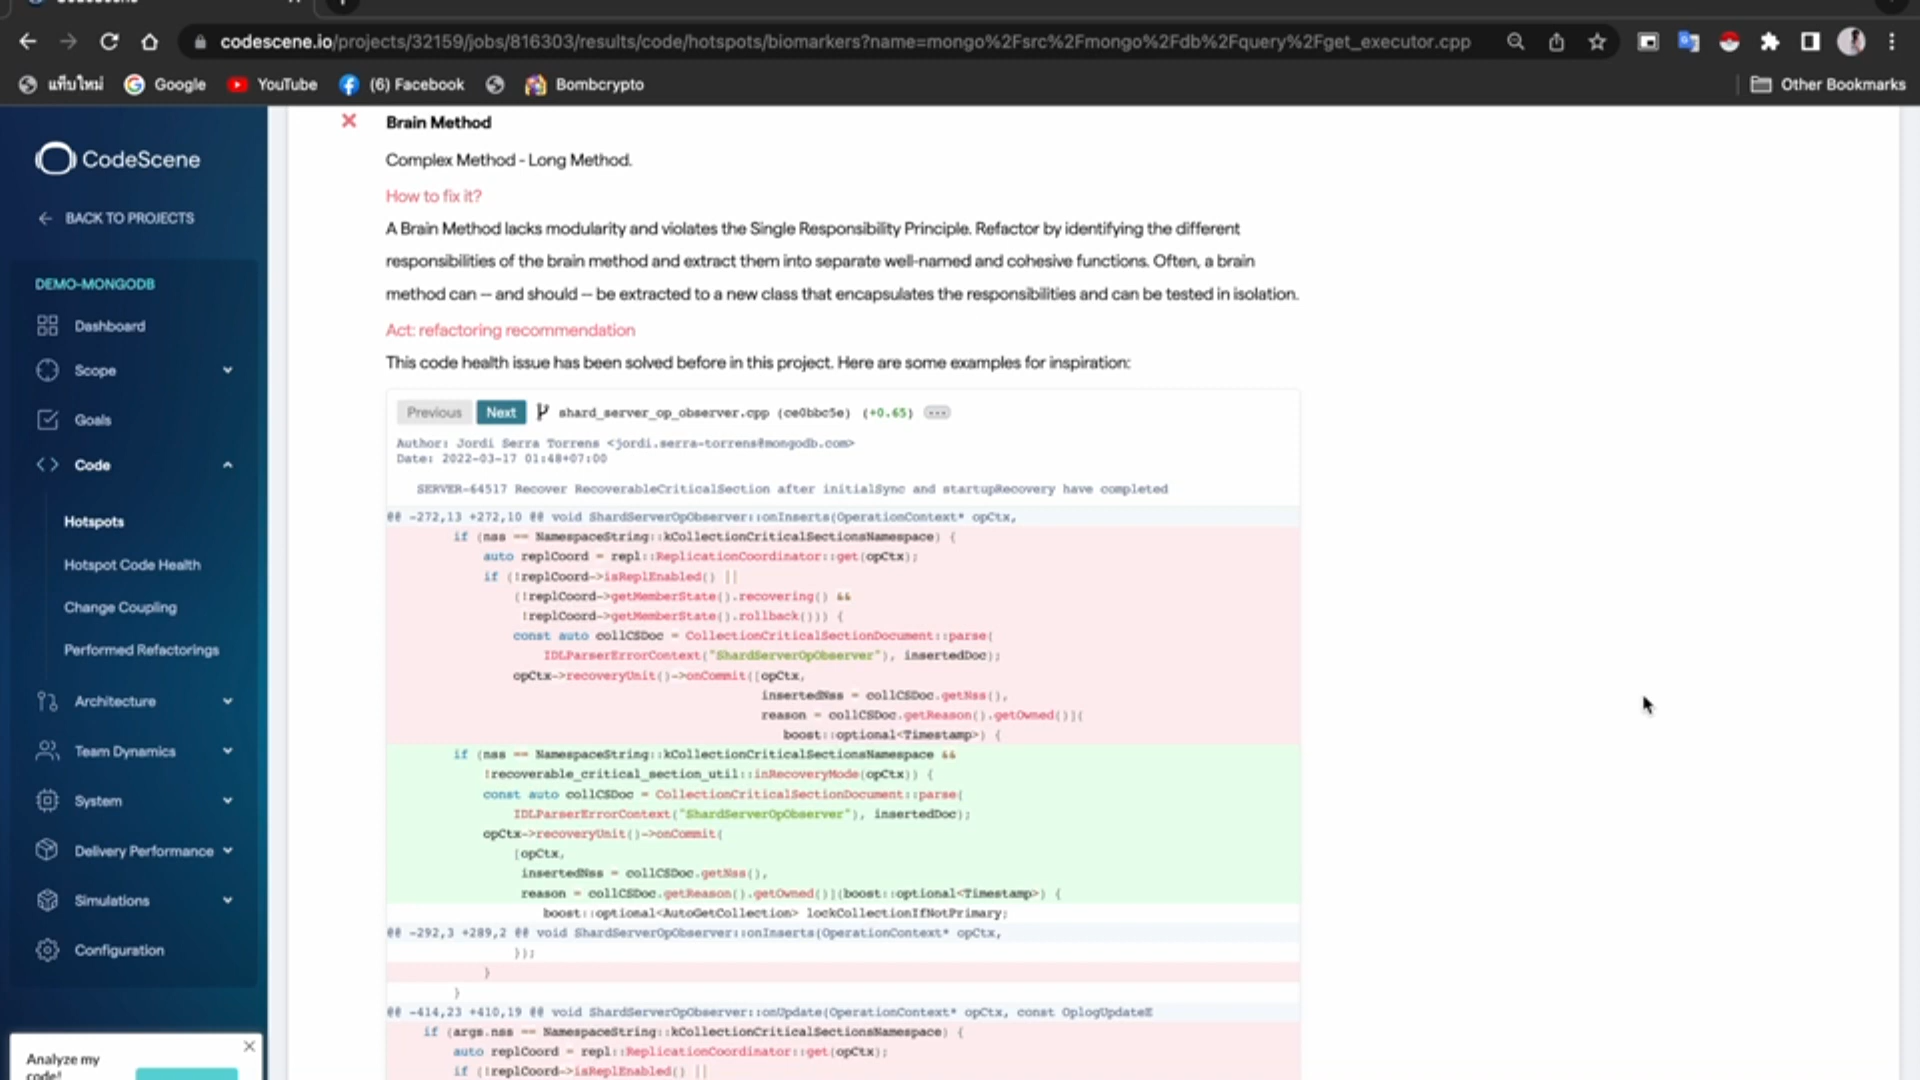 codescene.io/projects/32159/jobs/816303/results/code/hotspots/biomarkers?name=mongo%2Fsrc%2Fmongo%2Fdb%2Fquery%2Fget_executor.cpp
แท็บใหม่ Google YouTube (6) Facebook Bombcrypto Other Bookmarks
CodeScene
BACK TO PROJECTS
DEMO-MONGODB
Dashboard
Scope
Goals
Code
Hotspots
Hotspot Code Health
Change Coupling
Performed Refactorings
Architecture
Team Dynamics
System
Delivery Performance
Simulations
Configuration
Analyze my
code!
Brain Method
Complex Method - Long Method.
How to fix it?
A Brain Method lacks modularity and violates the Single Responsibility Principle. Refactor by identifying the different
responsibilities of the brain method and extract them into separate well-named and cohesive functions. Often, a brain
method can -- and should -- be extracted to a new class that encapsulates the responsibilities and can be tested in isolation.
Act: refactoring recommendation
This code health issue has been solved before in this project. Here are some examples for inspiration:
Previous Next shard_server_op_observer.cpp (ce0bbc5e) (+0.65) ...
Author: Jordi Serra Torrens <jordi.serra-torrens@mongodb.com>
Date: 2022-03-17 01:48+07:00
SERVER-64517 Recover RecoverableCriticalSection after initialSync and startupRecovery have completed
@@ -272,13 +272,10 @@ void ShardServerOpObserver::onInserts(OperationContext* opCtx,
if (nss == NamespaceString::kCollectionCriticalSectionsNamespace) {
auto replCoord = repl::ReplicationCoordinator::get(opCtx);
if (!replCoord->isReplEnabled() ||
(!replCoord->getMemberState().recovering() &&
!replCoord->getMemberState().rollback())) {
const auto collCSDoc = CollectionCriticalSectionDocument::parse(
IDLParserErrorContext("ShardServerOpObserver"), insertedDoc);
opCtx->recoveryUnit()->onCommit([opCtx,
insertedNss = collCSDoc.getNss(),
reason = collCSDoc.getReason().getOwned()](
boost::optional<Timestamp>) {
if (nss == NamespaceString::kCollectionCriticalSectionsNamespace &&
!recoverable_critical_section_util::inRecoveryMode(opCtx)) {
const auto collCSDoc = CollectionCriticalSectionDocument::parse(
IDLParserErrorContext("ShardServerOpObserver"), insertedDoc);
opCtx->recoveryUnit()->onCommit(
[opCtx,
insertedNss = collCSDoc.getNss(),
reason = collCSDoc.getReason().getOwned()](boost::optional<Timestamp>) {
boost::optional<AutoGetCollection> lockCollectionIfNotPrimary;
@@ -292,3 +289,2 @@ void ShardServerOpObserver::onInserts(OperationContext* opCtx,
});
}
}
@@ -414,23 +410,19 @@ void ShardServerOpObserver::onUpdate(OperationContext* opCtx, const OplogUpdateE
if (args.nss == NamespaceString::kCollectionCriticalSectionsNamespace) {
auto replCoord = repl::ReplicationCoordinator::get(opCtx);
if (!replCoord->isReplEnabled() ||